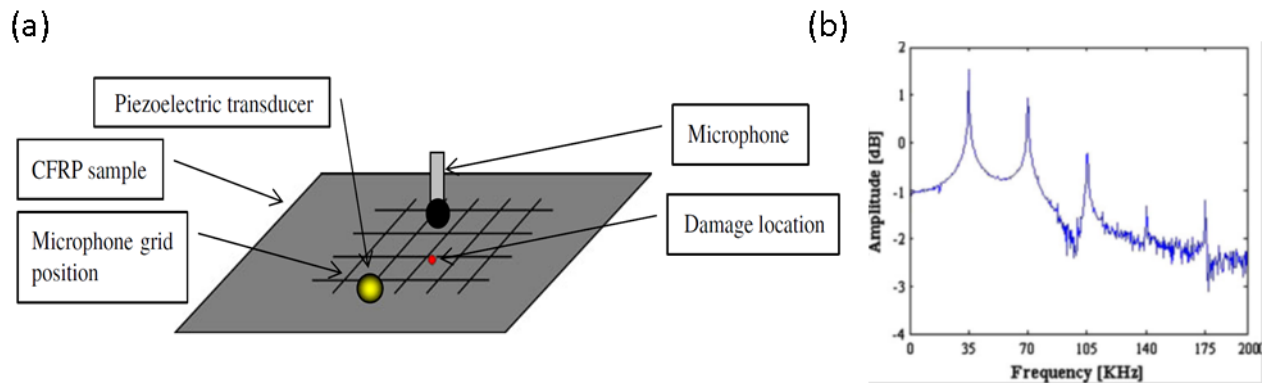 (a)
Piezoelectric transducer
CFRP sample
Microphone grid
position
Microphone
Damage location
(b)
2
1
0
-1
-2
-3
-4
Amplitude [dB]
0 35 70 105 140 175 200
Frequency [KHz]